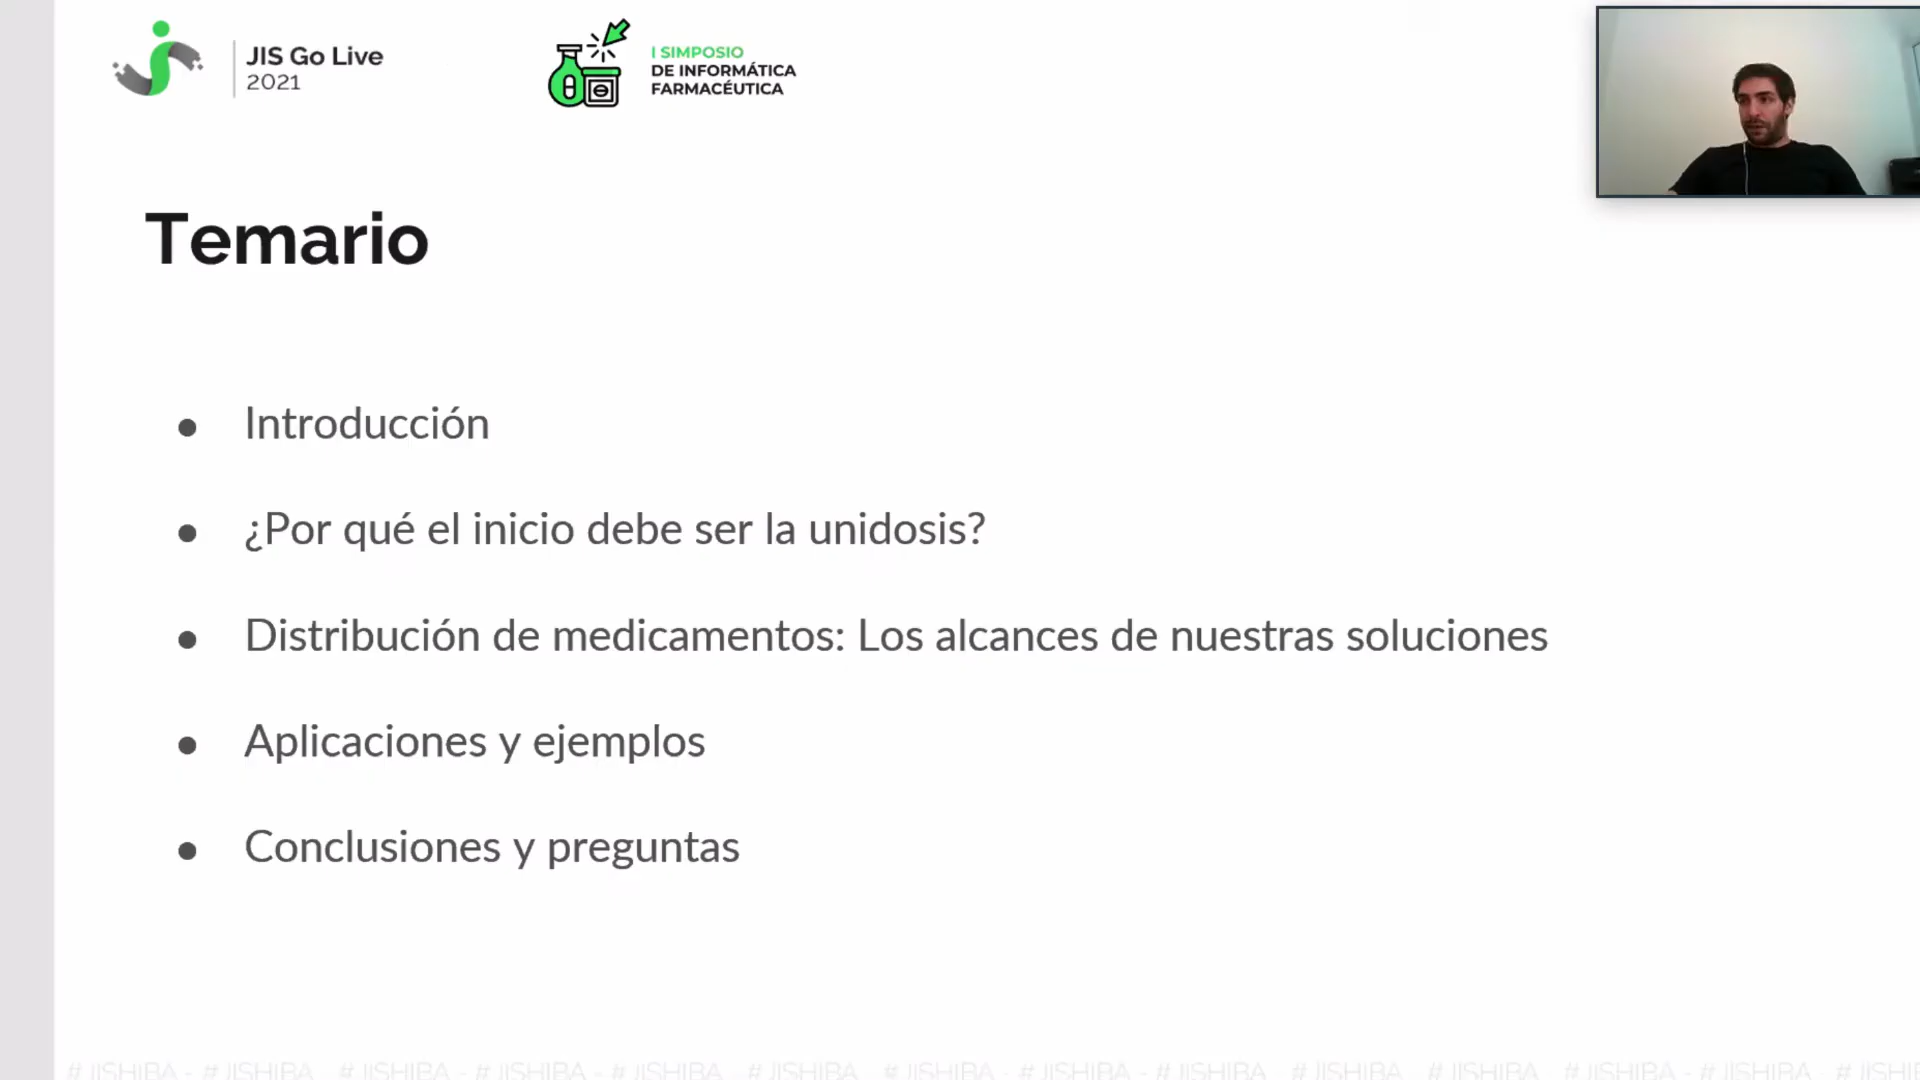 JIS Go Live
2021
I SIMPOSIO
DE INFORMÁTICA
FARMACÉUTICA
Temario
● Introducción
● ¿Por qué el inicio debe ser la unidosis?
● Distribución de medicamentos: Los alcances de nuestras soluciones
● Aplicaciones y ejemplos
● Conclusiones y preguntas
# JISHIBA - # JISHIBA - # JISHIBA - # JISHIBA - # JISHIBA - # JISHIBA - # JISHIBA - # JISHIBA - # JISHIBA - # JISHIBA - # JISHIBA - # JISHIBA - # JISHIBA - # JISHI